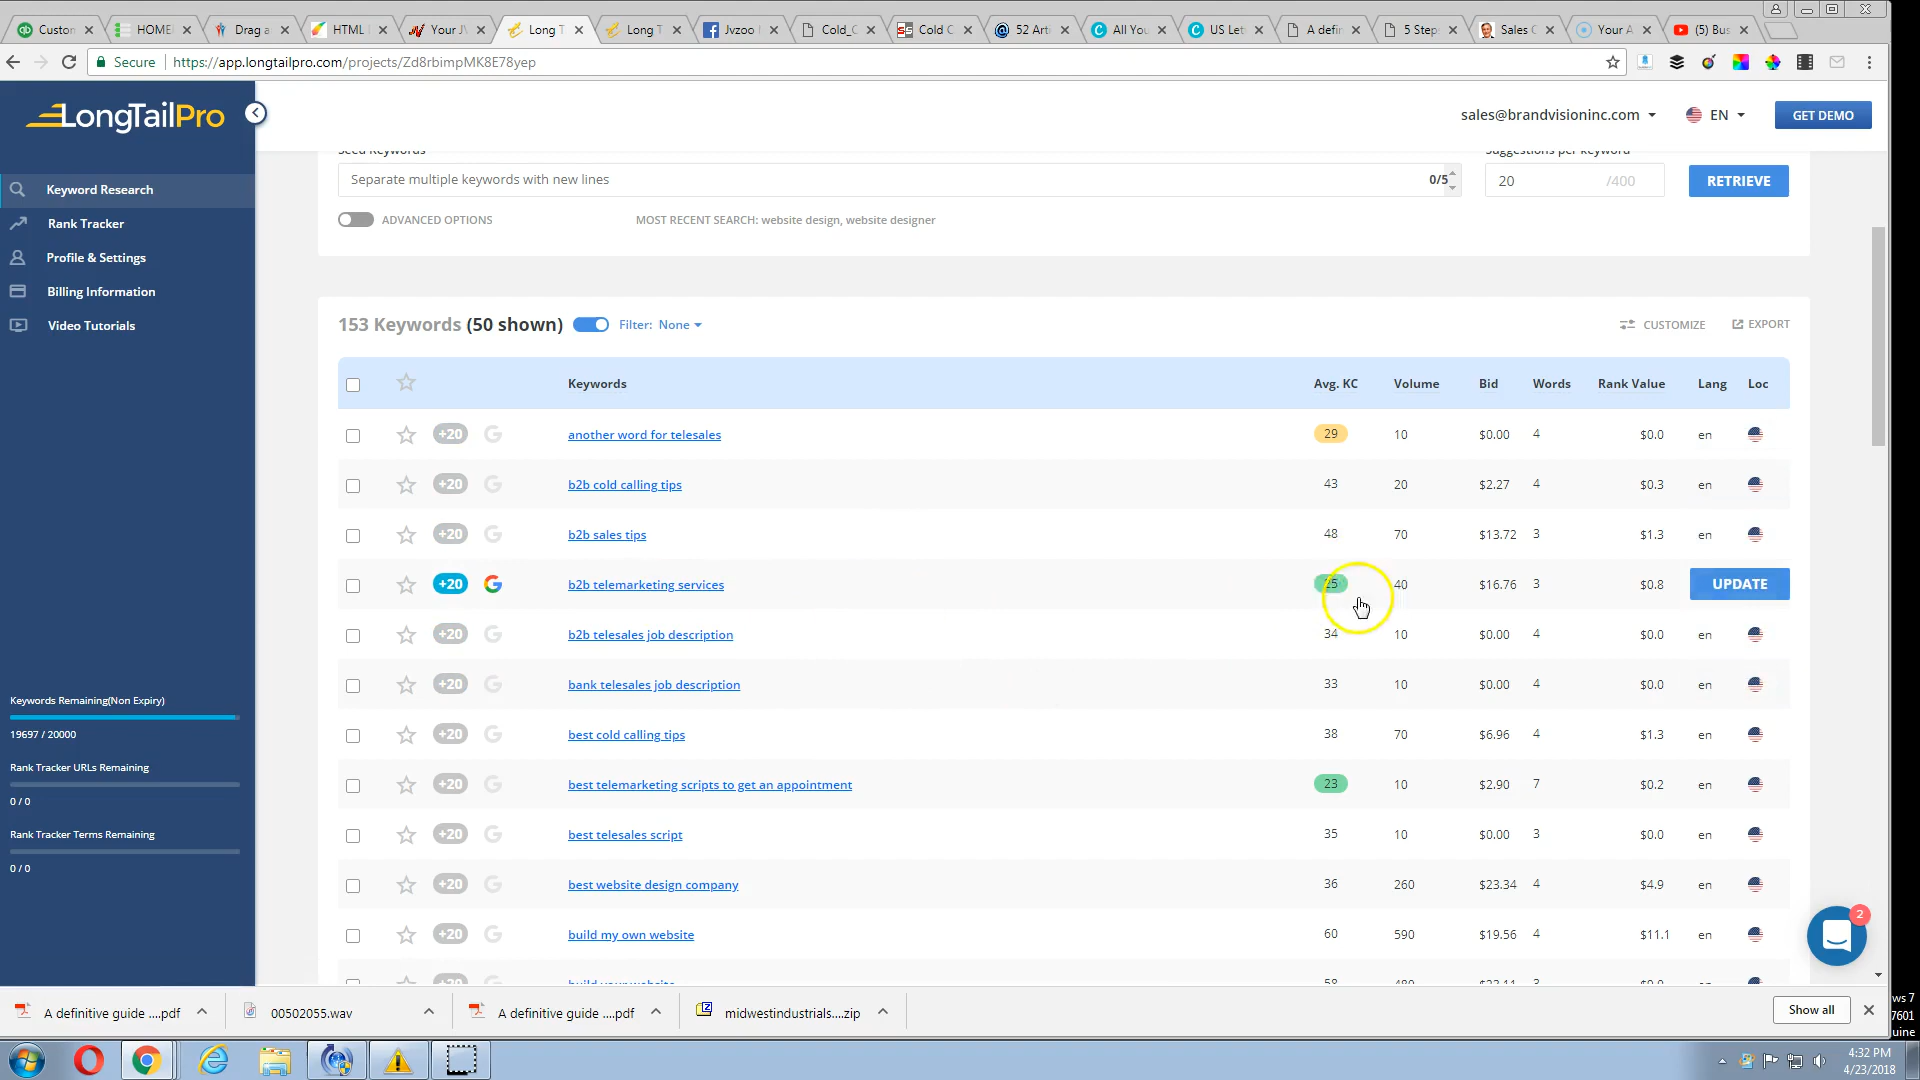 Custon
HOME
Drag a
HTML
Your J\
Long T
Long T
Jvzoo
Cold_C
Cold C
52 Arti
All You
US Let
A defin
5 Step
Sales C
Your A
(5) Bus
Secure https://app.longtailpro.com/projects/Zd8rbimpMK8E78yep
LongTailPro
sales@brandvisioninc.com
EN
GET DEMO
Keyword Research
Rank Tracker
Profile & Settings
Billing Information
Video Tutorials
Seed Keywords
Suggestions per keyword
Separate multiple keywords with new lines
0/5
20
/400
RETRIEVE
ADVANCED OPTIONS
MOST RECENT SEARCH: website design, website designer
153 Keywords (50 shown)
Filter: None
CUSTOMIZE
EXPORT
Keywords Avg. KC Volume Bid Words Rank Value Lang Loc
+20 another word for telesales 29 10 $0.00 4 $0.0 en
+20 b2b cold calling tips 43 20 $2.27 4 $0.3 en
+20 b2b sales tips 48 70 $13.72 3 $1.3 en
+20 b2b telemarketing services 25 40 $16.76 3 $0.8 UPDATE
+20 b2b telesales job description 34 10 $0.00 4 $0.0 en
+20 bank telesales job description 33 10 $0.00 4 $0.0 en
+20 best cold calling tips 38 70 $6.96 4 $1.3 en
+20 best telemarketing scripts to get an appointment 23 10 $2.90 7 $0.2 en
+20 best telesales script 35 10 $0.00 3 $0.0 en
+20 best website design company 36 260 $23.34 4 $4.9 en
+20 build my own website 60 590 $19.56 4 $11.1 en
Keywords Remaining(Non Expiry)
19697 / 20000
Rank Tracker URLs Remaining
0 / 0
Rank Tracker Terms Remaining
0 / 0
2
A definitive guide ....pdf
00502055.wav
A definitive guide ....pdf
midwestindustrials....zip
Show all
ws 7
7601
uine
4:32 PM
4/23/2018